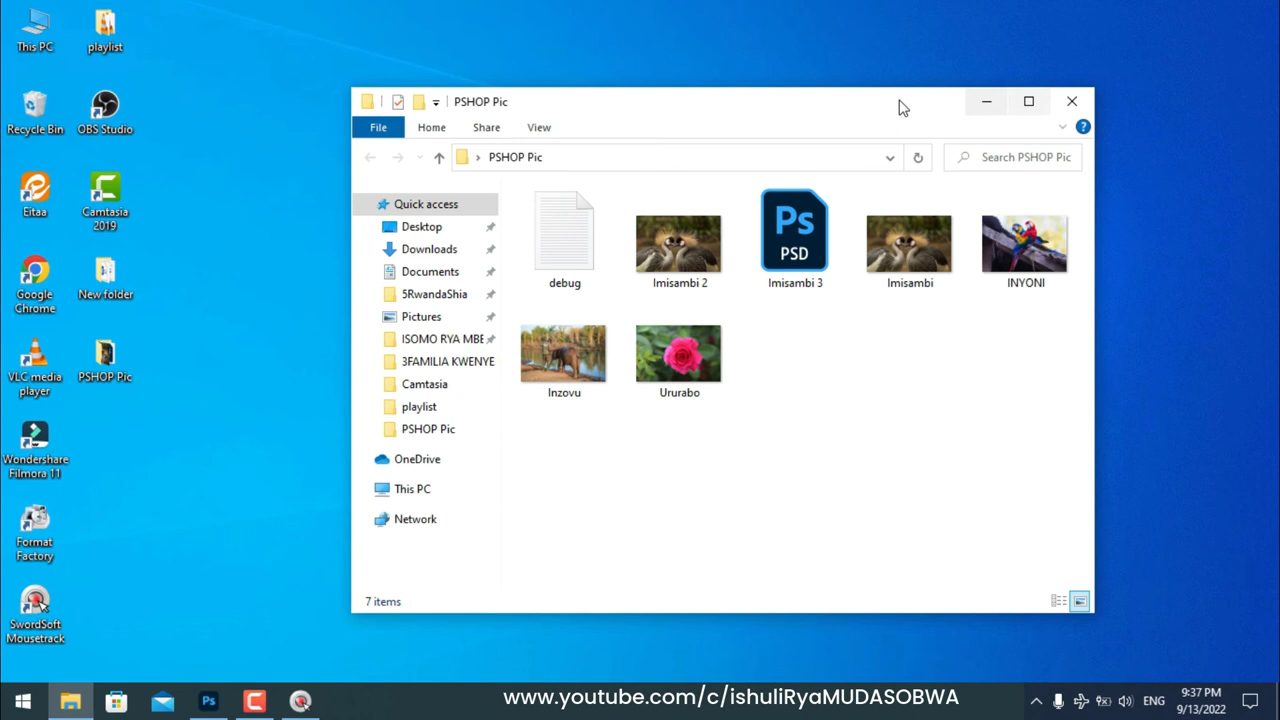 This PC
playlist
Recycle Bin
OBS Studio
Eitaa
Camtasia
2019
Google
Chrome
New folder
VLC media
player
PSHOP Pic
Wondershare
Filmora 11
Format
Factory
SwordSoft
Mousetrack
PSHOP Pic
File
Home
Share
View
PSHOP Pic
Search PSHOP Pic
Quick access
Desktop
Downloads
Documents
5RwandaShia
Pictures
ISOMO RYA MBE
3FAMILIA KWENYE
Camtasia
playlist
PSHOP Pic
OneDrive
This PC
Network
debug
Imisambi 2
Ps
PSD
Imisambi 3
Imisambi
INYONI
Inzovu
Ururabo
7 items
Ps
www.youtube.com/c/ishuliRyaMUDASOBWA
ENG
9:37 PM
9/13/2022